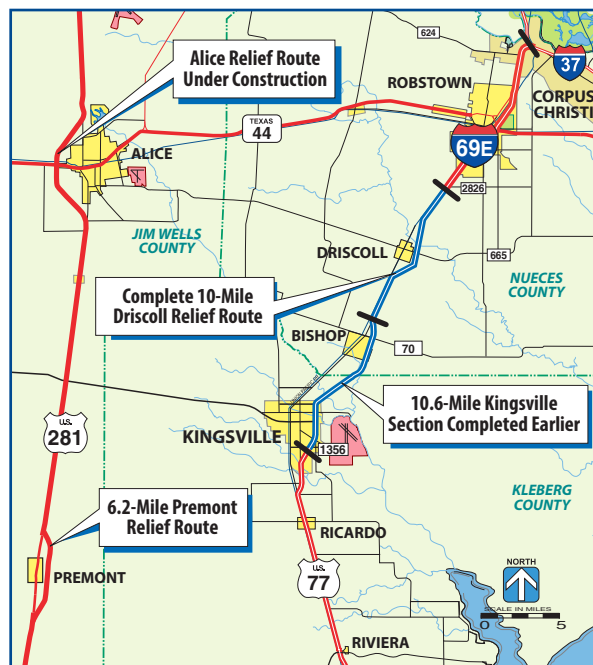 624
37
Alice Relief Route
Under Construction
ROBSTOWN
CORPUS
CHRISTI
TEXAS
44
69E
ALICE
2826
JIM WELLS
COUNTY
DRISCOLL
665
NUECES
COUNTY
Complete 10-Mile
Driscoll Relief Route
BISHOP
70
10.6-Mile Kingsville
Section Completed Earlier
U.S.
281
KINGSVILLE
1356
KLEBERG
COUNTY
6.2-Mile Premont
Relief Route
RICARDO
NORTH
PREMONT
U.S.
77
SCALE IN MILES
0 5
RIVIERA